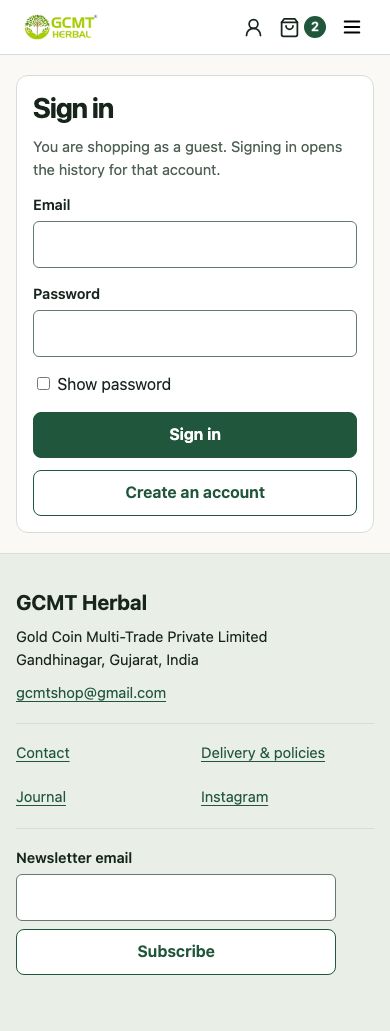 GCMT
HERBAL
2
Sign in
You are shopping as a guest. Signing in opens
the history for that account.
Email
Password
Show password
Sign in
Create an account
GCMT Herbal
Gold Coin Multi-Trade Private Limited
Gandhinagar, Gujarat, India
gcmtshop@gmail.com
Contact
Delivery & policies
Journal
Instagram
Newsletter email
Subscribe